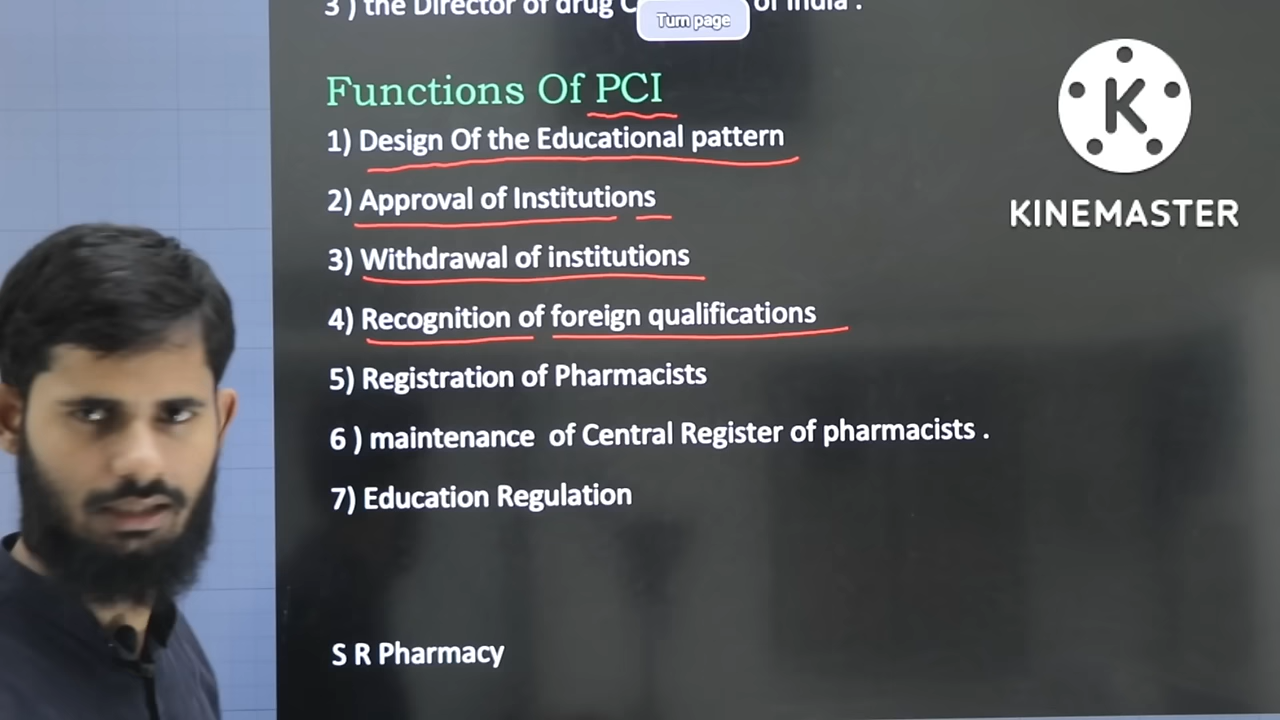 3 ) the Director of drug of India .
Turn page
Functions Of PCI
1) Design Of the Educational pattern
2) Approval of Institutions
3) Withdrawal of institutions
4) Recognition of foreign qualifications
5) Registration of Pharmacists
6 ) maintenance of Central Register of pharmacists .
7) Education Regulation
S R Pharmacy
K
KINEMASTER